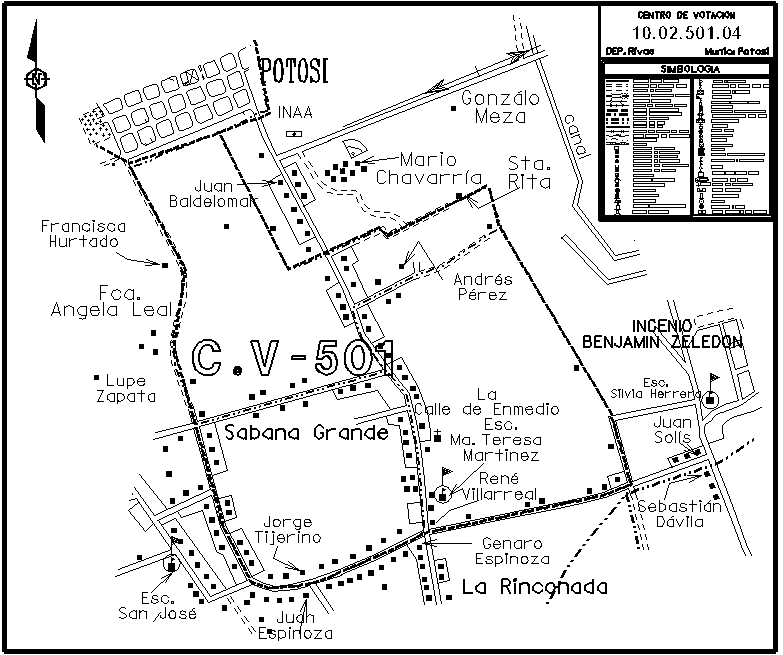 CENTRO DE VOTACION
10.02.501.04
DEP. Rivas
Munic. Potosi
SIMBOLOGIA
N
POTOSI
INAA
Gonzálo
Meza
canal
Mario
Chavarría
Sta.
Rita
Juan
Baldelomar
Francisca
Hurtado
Fca.
Angela Leal
Andrés
Pérez
INGENIO
BENJAMIN ZELEDON
C.V-501
Lupe
Zapata
Esc.
Silvia Herrera
La
Calle de Enmedio
Esc.
Ma. Teresa
Martinez
Sabana Grande
Juan
Solís
René
Villarreal
Sebastián
Dávila
Jorge
Tijerino
Genaro
Espinoza
La Rinconada
Esc.
San José
Juan
Espinoza